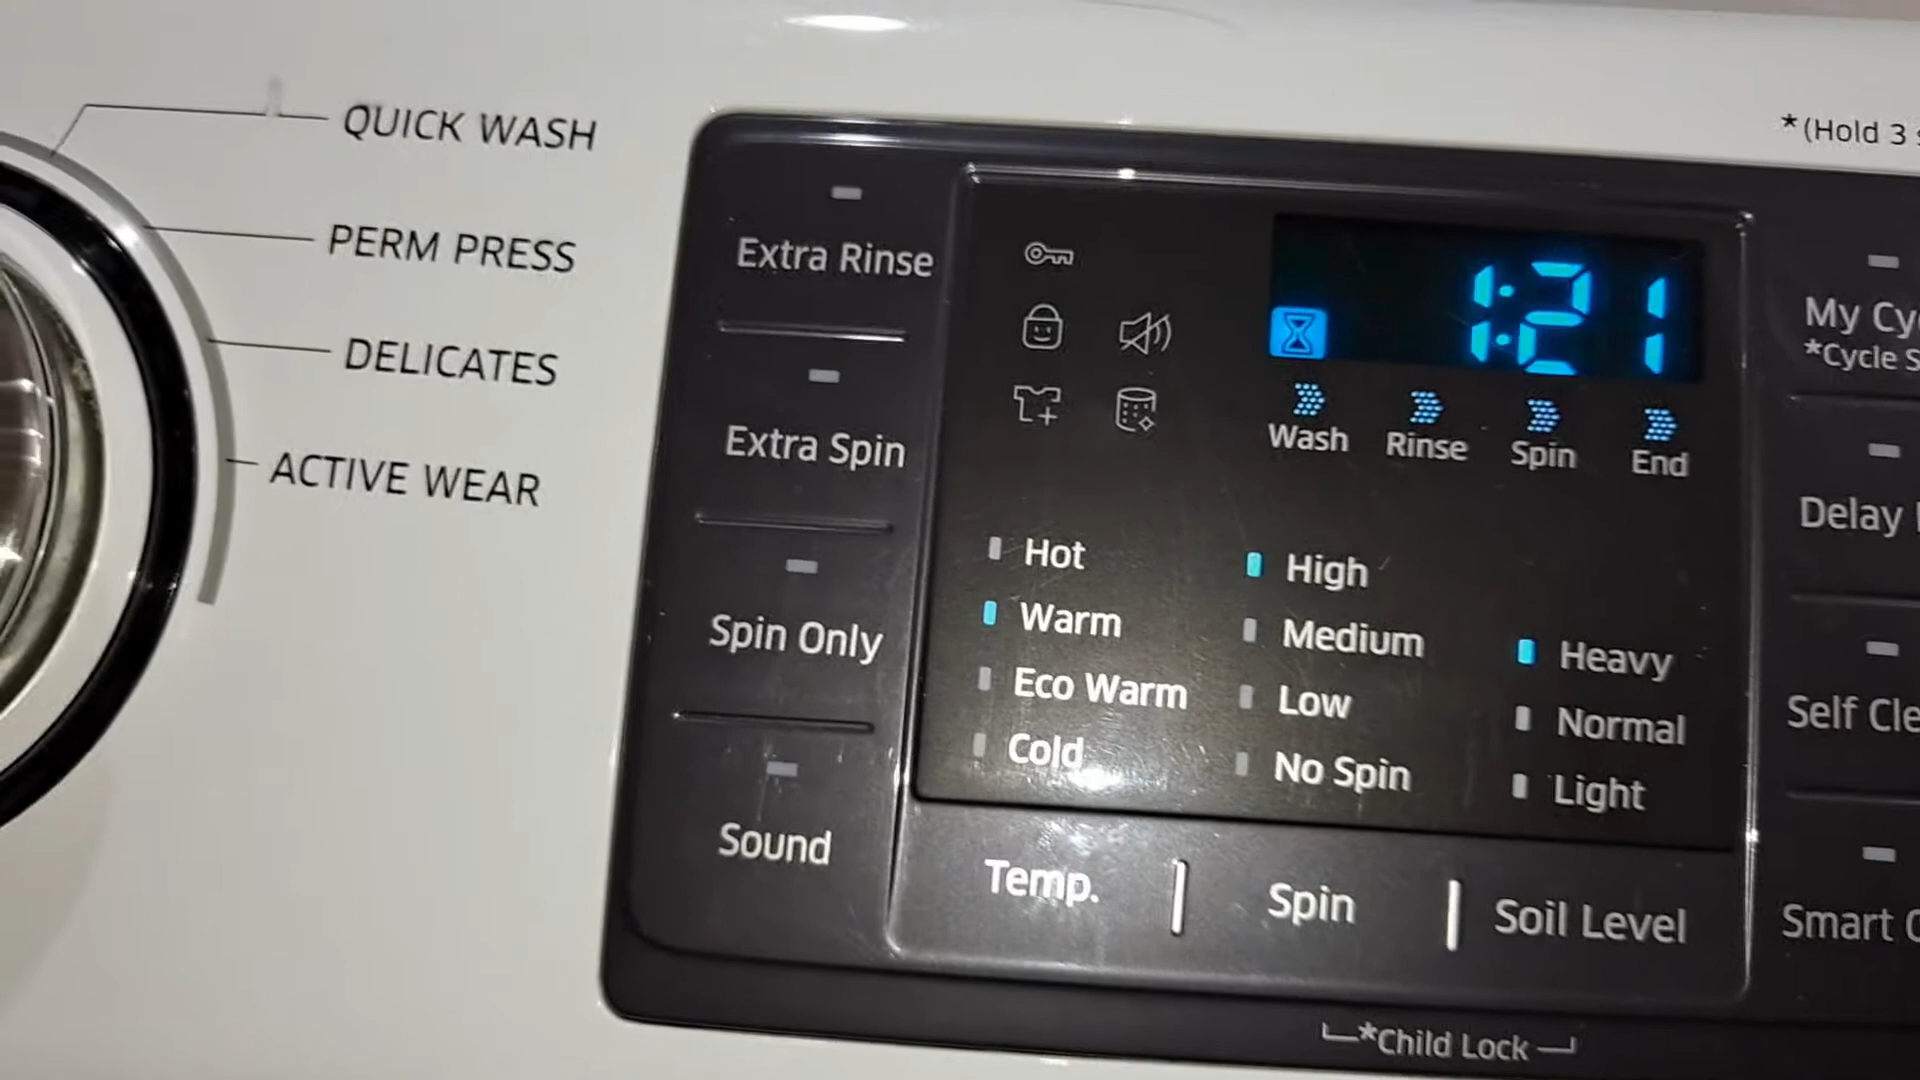 QUICK WASH
PERM PRESS
DELICATES
ACTIVE WEAR
Extra Rinse
Extra Spin
Spin Only
Sound
1:21
Wash Rinse Spin End
Hot
Warm
Eco Warm
Cold
High
Medium
Low
No Spin
Heavy
Normal
Light
Temp. | Spin | Soil Level
*Child Lock
*(Hold 3
My
*Cycle
Delay
Self
Smart